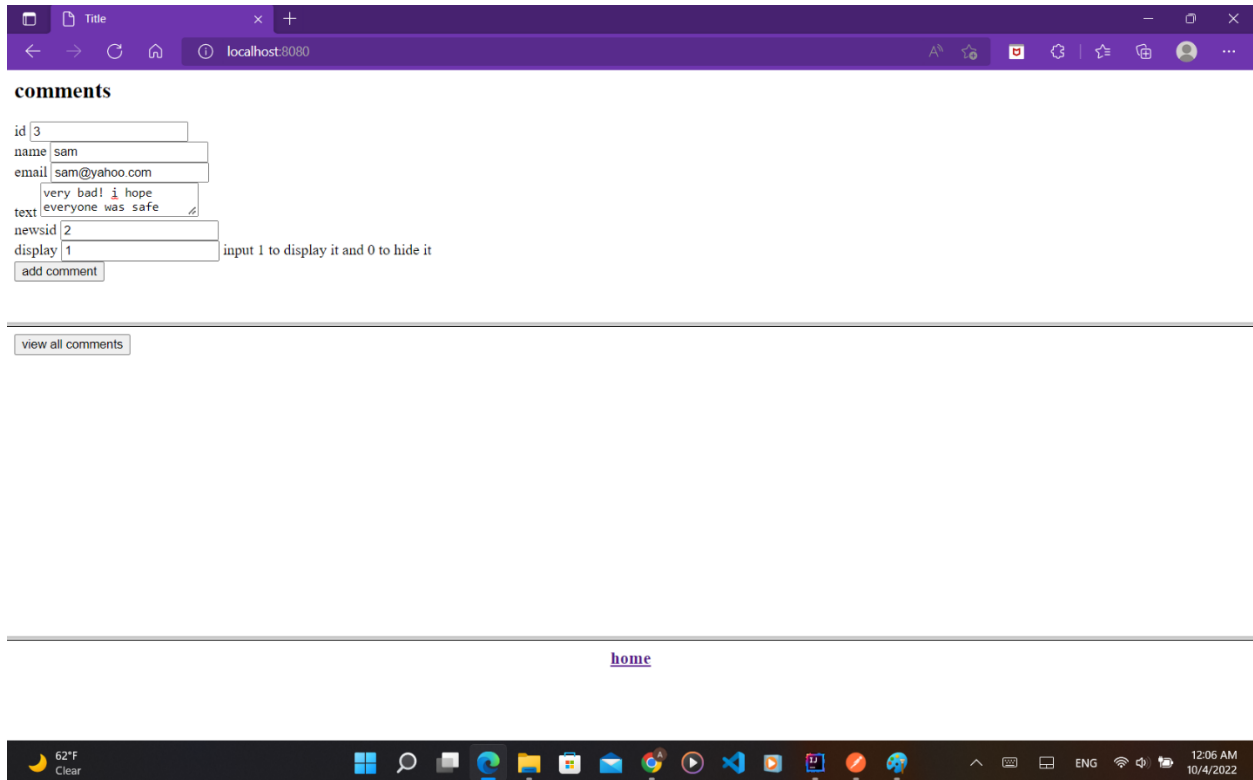 Title
localhost:8080
comments
id 3
name sam
email sam@yahoo.com
very bad! i hope
everyone was safe
text
newsid 2
display 1 input 1 to display it and 0 to hide it
add comment
view all comments
home
62°F
Clear
ENG
12:06 AM
10/4/2022